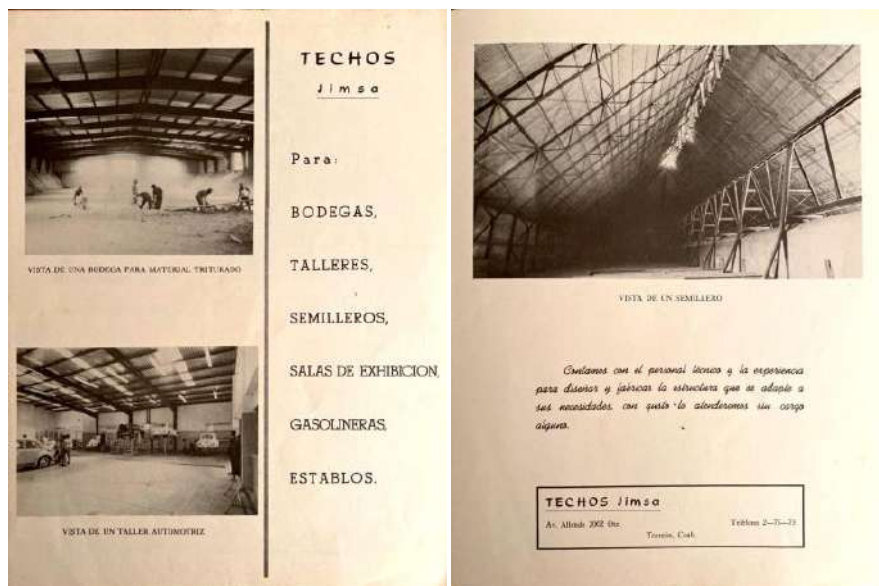 TECHOS
Jimsa
Para:
BODEGAS,
TALLERES,
SEMILLEROS,
SALAS DE EXHIBICION,
GASOLINERAS,
ESTABLOS.
VISTA DE UNA BODEGA PARA MATERIAL TRITURADO
VISTA DE UN TALLER AUTOMOTRIZ
VISTA DE UN SEMILLERO
Contamos con el personal técnico y la experiencia
para diseñar y fabricar la estructura que se adapte a
sus necesidades, con gusto lo atenderemos sin cargo
alguno.
TECHOS Jimsa
Av. Allende 2002 Ote.
Teléfono
Torreón, Coah.